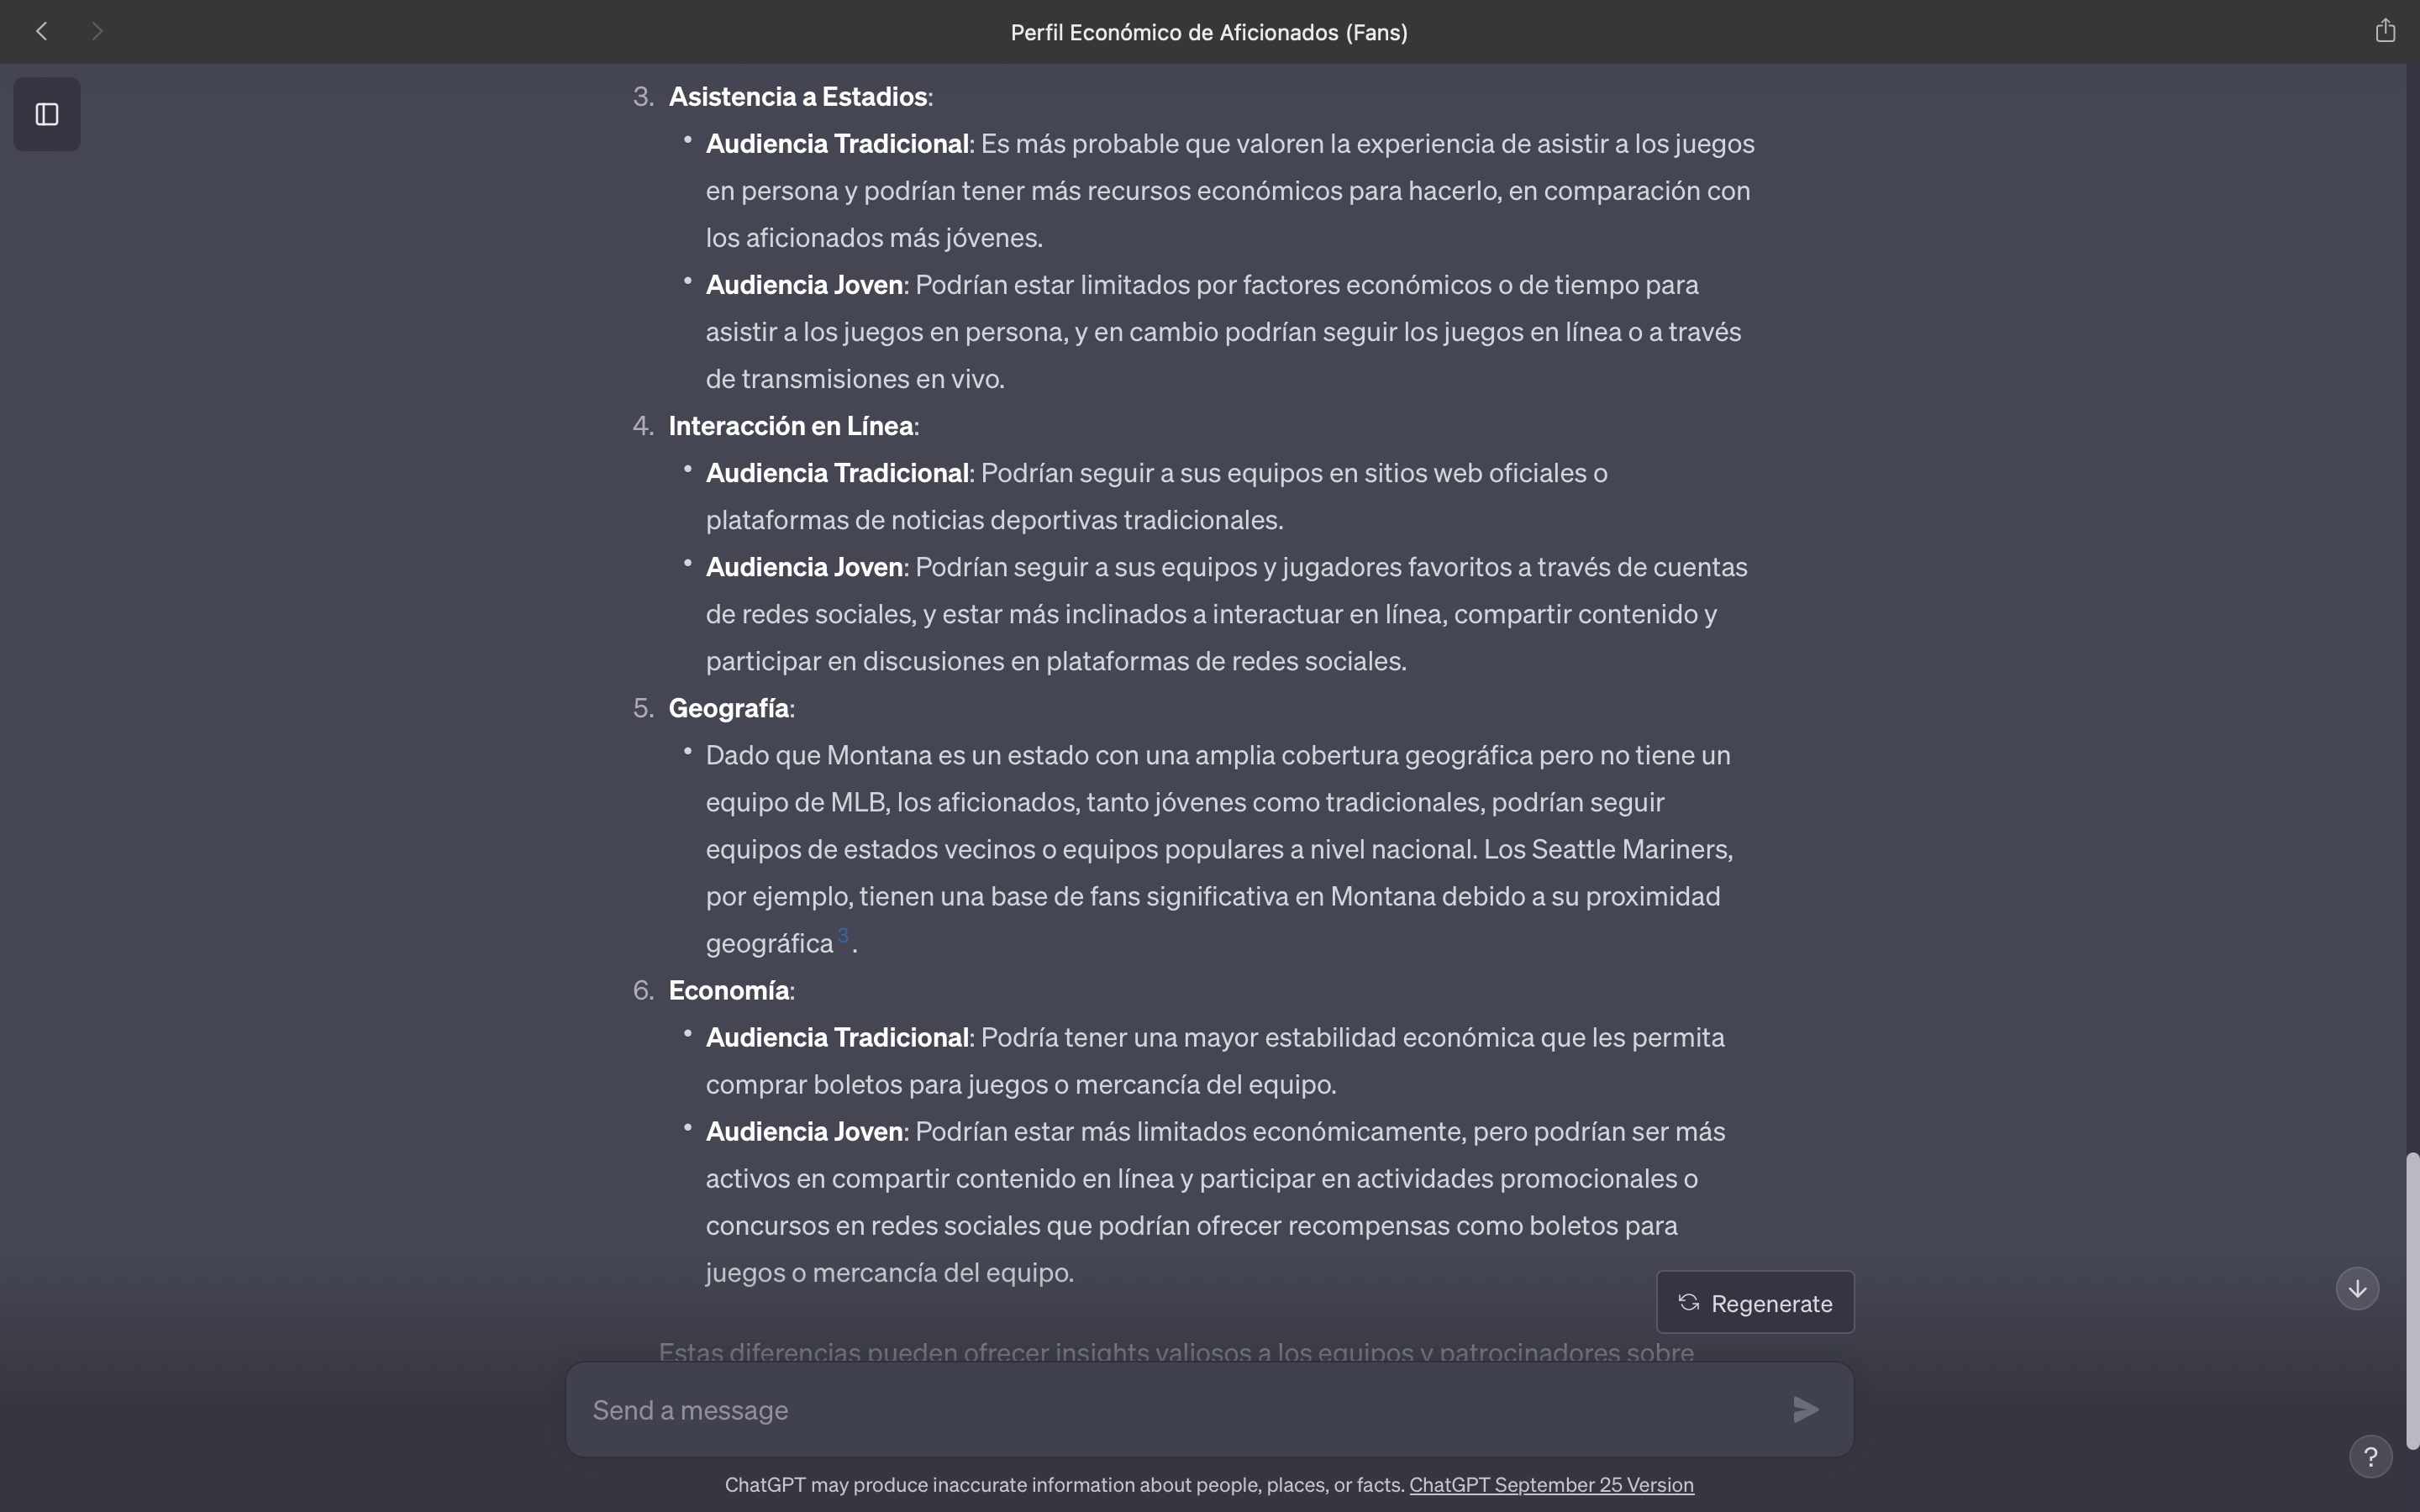 Perfil Económico de Aficionados (Fans)
3. Asistencia a Estadios:
• Audiencia Tradicional: Es más probable que valoren la experiencia de asistir a los juegos
en persona y podrían tener más recursos económicos para hacerlo, en comparación con
los aficionados más jóvenes.
• Audiencia Joven: Podrían estar limitados por factores económicos o de tiempo para
asistir a los juegos en persona, y en cambio podrían seguir los juegos en línea o a través
de transmisiones en vivo.
4. Interacción en Línea:
• Audiencia Tradicional: Podrían seguir a sus equipos en sitios web oficiales o
plataformas de noticias deportivas tradicionales.
• Audiencia Joven: Podrían seguir a sus equipos y jugadores favoritos a través de cuentas
de redes sociales, y estar más inclinados a interactuar en línea, compartir contenido y
participar en discusiones en plataformas de redes sociales.
5. Geografía:
• Dado que Montana es un estado con una amplia cobertura geográfica pero no tiene un
equipo de MLB, los aficionados, tanto jóvenes como tradicionales, podrían seguir
equipos de estados vecinos o equipos populares a nivel nacional. Los Seattle Mariners,
por ejemplo, tienen una base de fans significativa en Montana debido a su proximidad
geográfica 3 .
6. Economía:
• Audiencia Tradicional: Podría tener una mayor estabilidad económica que les permita
comprar boletos para juegos o mercancía del equipo.
• Audiencia Joven: Podrían estar más limitados económicamente, pero podrían ser más
activos en compartir contenido en línea y participar en actividades promocionales o
concursos en redes sociales que podrían ofrecer recompensas como boletos para
juegos o mercancía del equipo.
Regenerate
Estas diferencias pueden ofrecer insights valiosos a los equipos y patrocinadores sobre
Send a message
?
ChatGPT may produce inaccurate information about people, places, or facts. ChatGPT September 25 Version